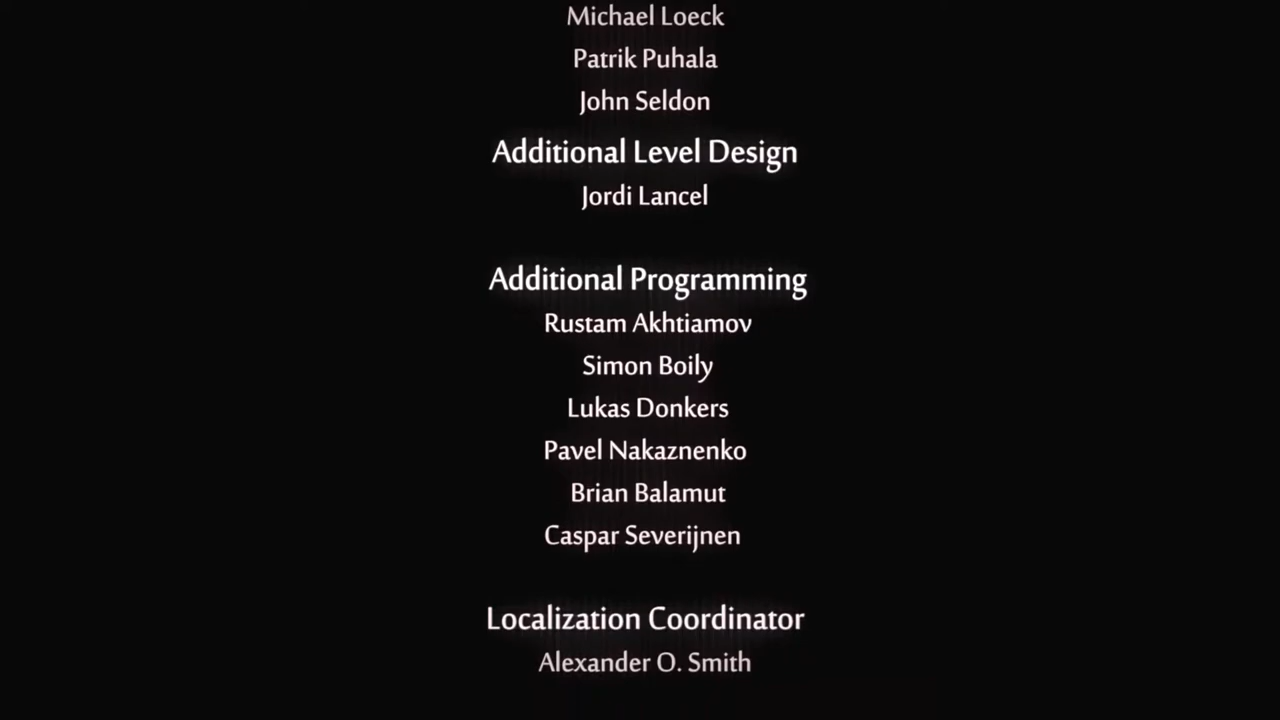 Michael Loeck
Patrik Puhala
John Seldon
Additional Level Design
Jordi Lancel
Additional Programming
Rustam Akhtiamov
Simon Boily
Lukas Donkers
Pavel Nakaznenko
Brian Balamut
Caspar Severijnen
Localization Coordinator
Alexander O. Smith